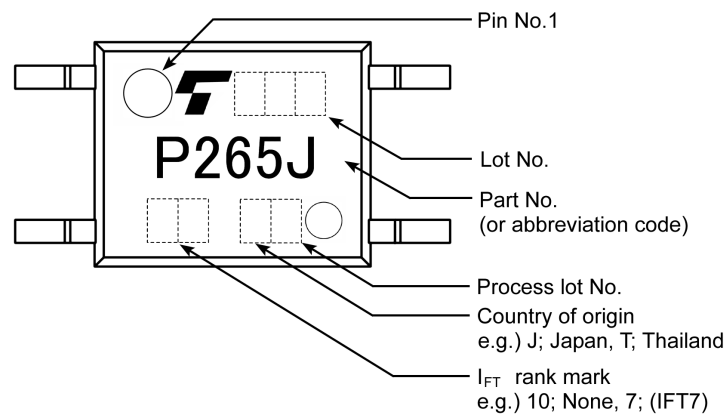 Pin No.1
P265J
Lot No.
Part No.
(or abbreviation code)
Process lot No.
Country of origin
e.g.) J; Japan, T; Thailand
I_FT rank mark
e.g.) 10; None, 7; (IFT7)